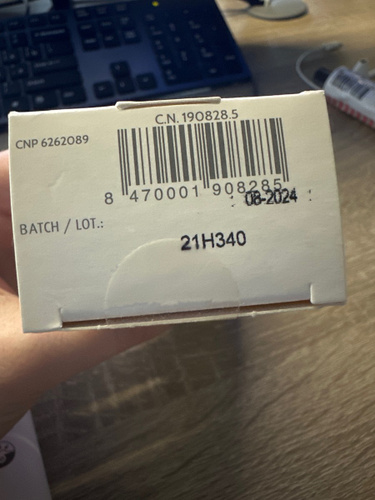 C.N. 190828.5
CNP 6262089
8 470001 908285
08-2024
BATCH / LOT.:
21H340